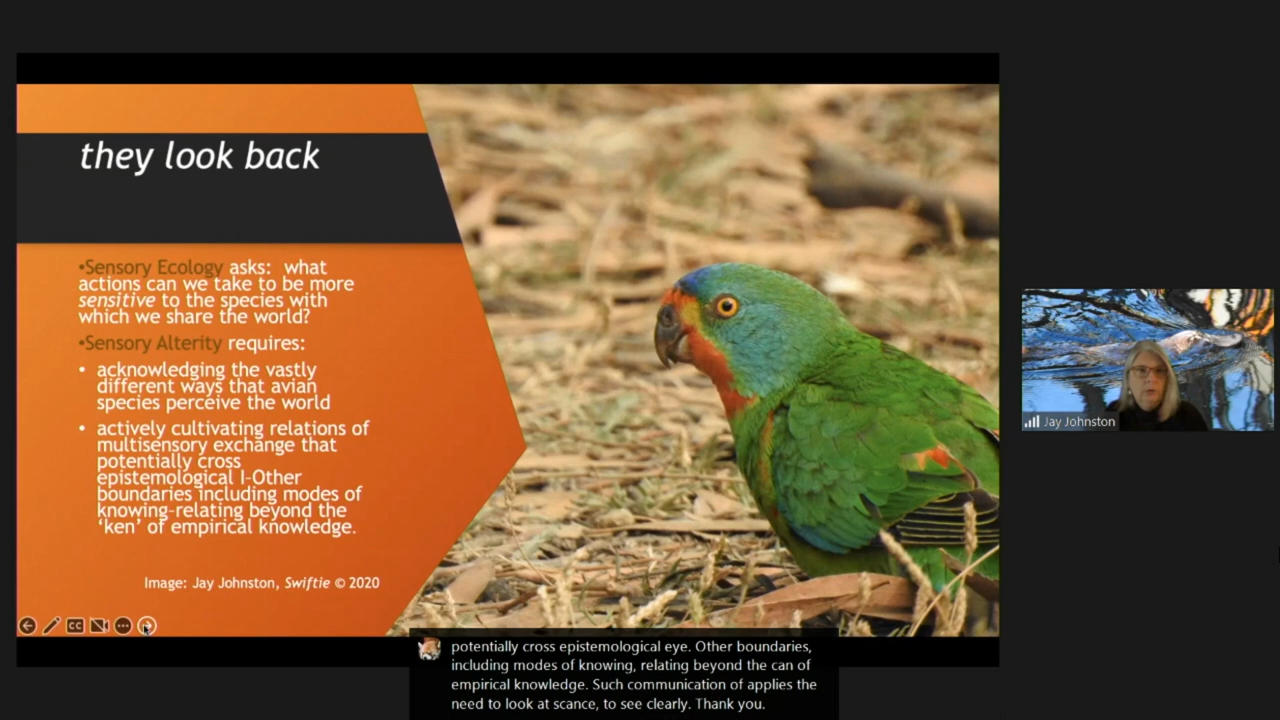 they look back
•Sensory Ecology asks: what
actions can we take to be more
sensitive to the species with
which we share the world?
•Sensory Alterity requires:
• acknowledging the vastly
different ways that avian
species perceive the world
• actively cultivating relations of
multisensory exchange that
potentially cross
epistemological I-Other
boundaries including modes of
knowing-relating beyond the
‘ken’ of empirical knowledge.
Image: Jay Johnston, Swiftie © 2020
CC
Jay Johnston
potentially cross epistemological eye. Other boundaries,
including modes of knowing, relating beyond the can of
empirical knowledge. Such communication of applies the
need to look at scance, to see clearly. Thank you.